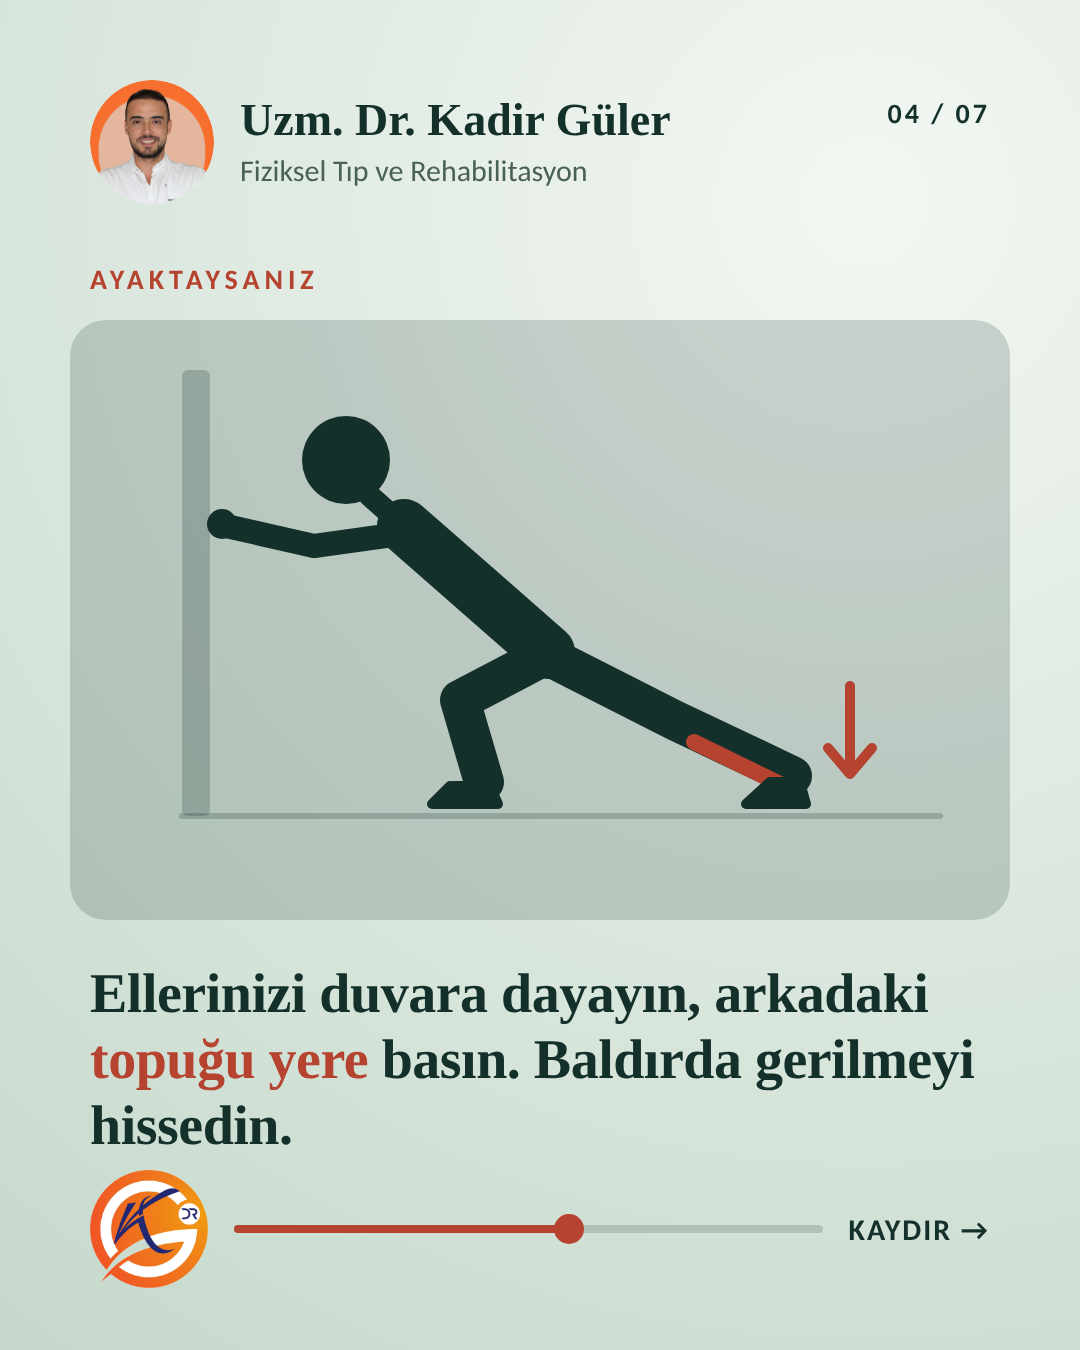 Uzm. Dr. Kadir Güler
04 / 07
Fiziksel Tıp ve Rehabilitasyon
AYAKTAYSANIZ
Ellerinizi duvara dayayın, arkadaki
topuğu yere basın. Baldırda gerilmeyi
hissedin.
DR
KAYDIR →